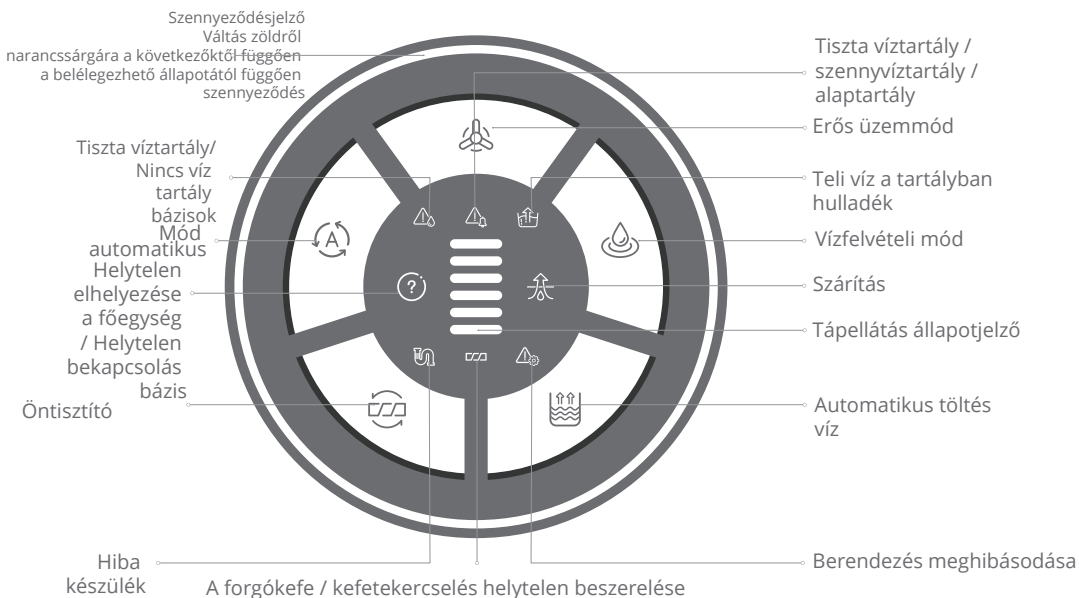 Szennyeződésjelző
Váltás zöldről
narancssárgára a következőktől függően
a belélegezhető állapotától függően
szennyeződés
Tiszta víztartály/
Nincs víz
tartály
bázisok
Mód
automatikus
Helytelen
elhelyezése
a főegység
/ Helytelen
bekapcsolás
bázis
Öntisztító
Hiba
készülék
A forgókefe / kefetekercselés helytelen beszerelése
Tiszta víztartály /
szennyvíztartály /
alaptartály
Erős üzemmód
Teli víz a tartályban
hulladék
Vízfelvételi mód
Szárítás
Tápellátás állapotjelző
Automatikus töltés
víz
Berendezés meghibásodása
A
?